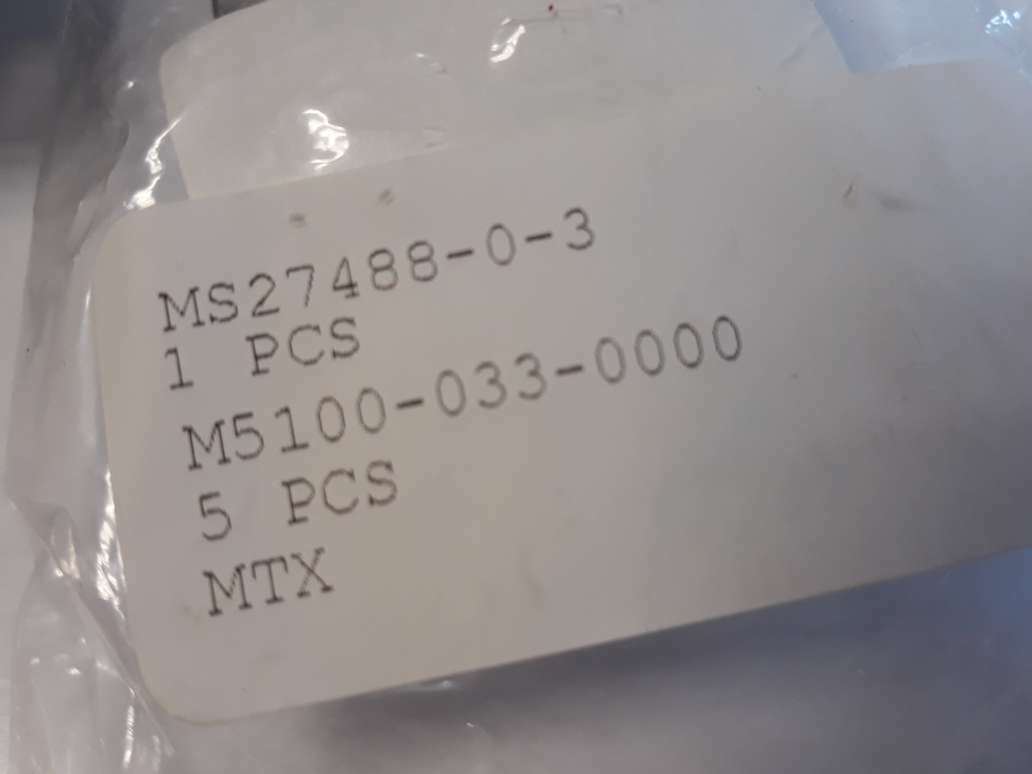 MS27488-0-3
1 PCS
M5100-033-0000
5 PCS
MTX